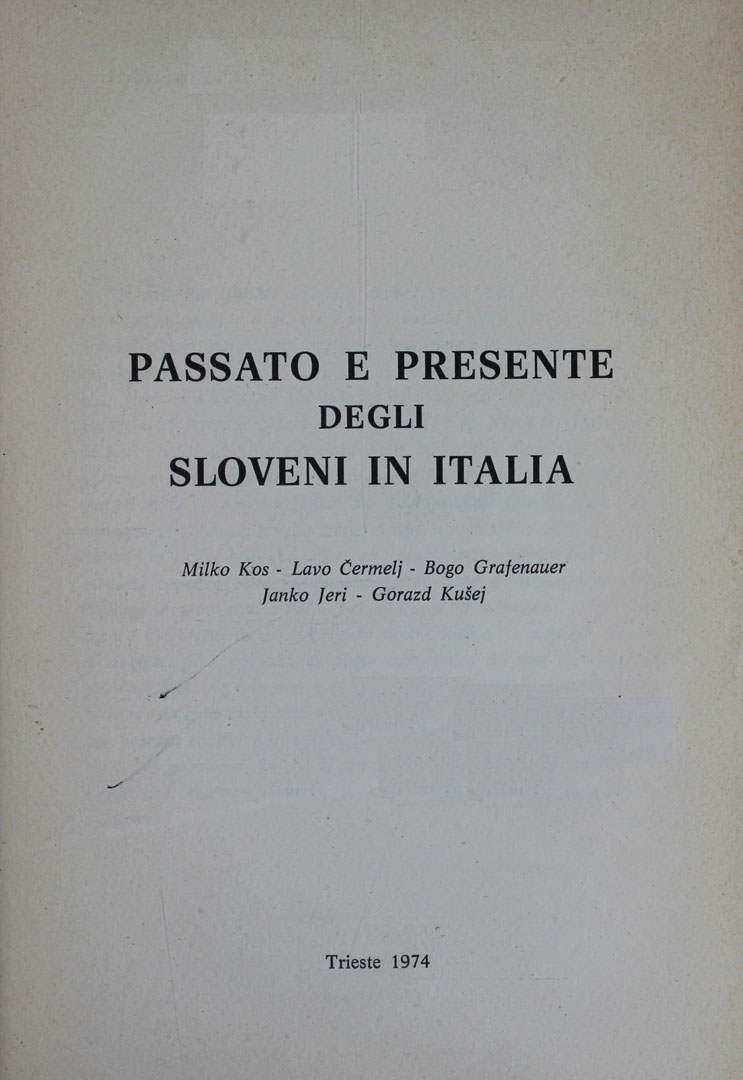 PASSATO E PRESENTE
DEGLI
SLOVENI IN ITALIA
Milko Kos - Lavo Čermelj - Bogo Grafenauer
Janko Jeri - Gorazd Kušej
Trieste 1974